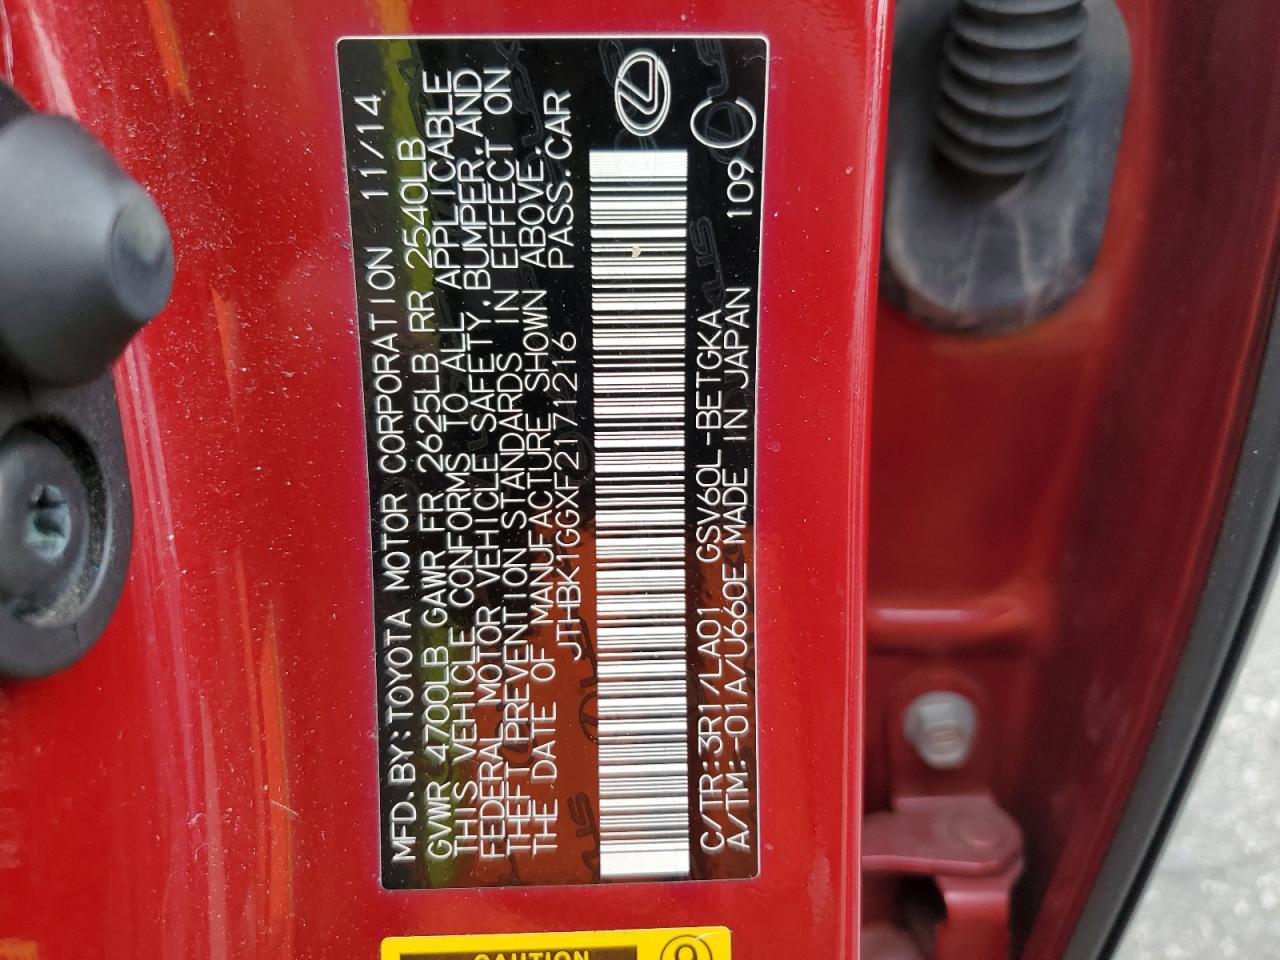 MFD.BY:TOYOTA MOTOR CORPORATION 11/14
GVWR 4700LB GAWR FR 2625LB RR 2540LB
THIS VEHICLE CONFORMS TO ALL APPLICABLE
FEDERAL MOTOR VEHICLE SAFETY,BUMPER,AND
THEFT PREVENTION STANDARDS IN EFFECT ON
THE DATE OF MANUFACTURE SHOWN ABOVE.
JTHBK1GGXF2171216 PASS.CAR
C/TR:3R1/LA01 GSV60L-BETGKA
A/TM:-01A/U660E MADE IN JAPAN 109
CAUTION